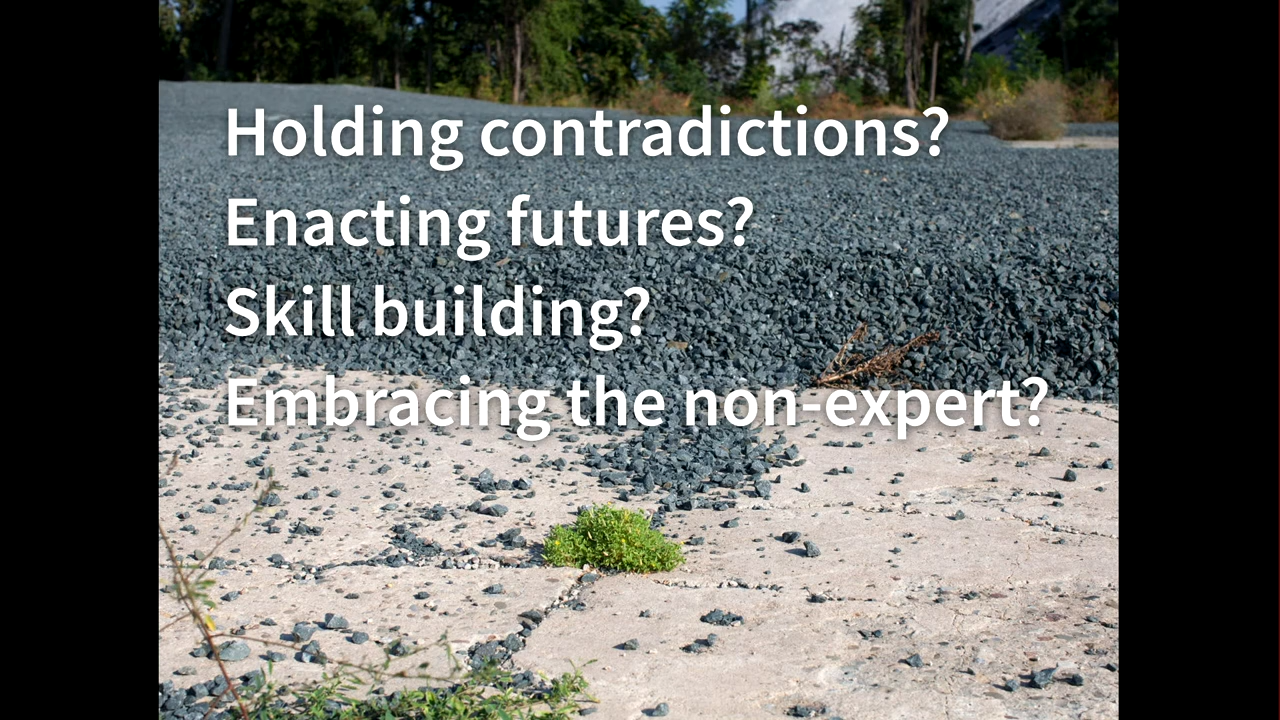 Holding contradictions?
Enacting futures?
Skill building?
Embracing the non-expert?